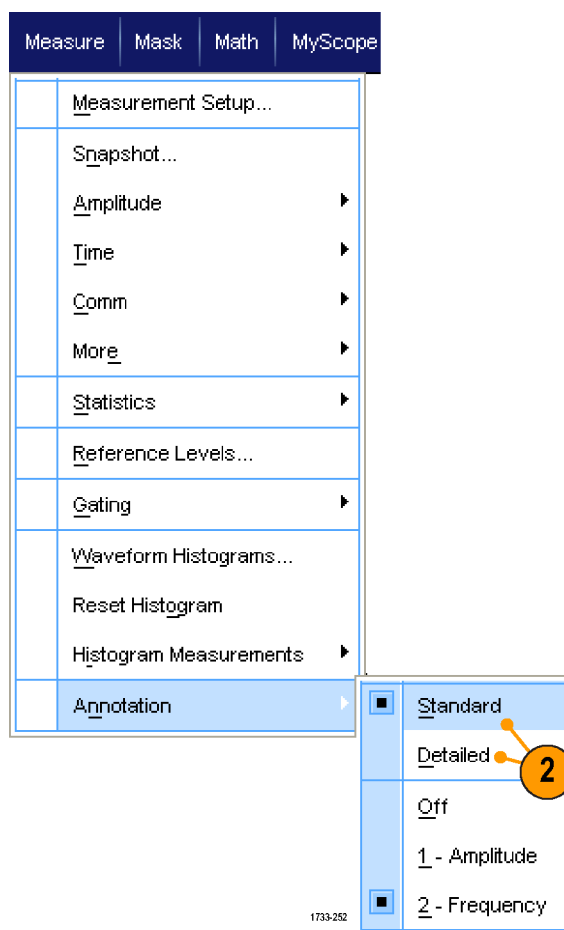 Measure Mask Math MyScope
Measurement Setup...
Snapshot...
Amplitude
Time
Comm
More
Statistics
Reference Levels...
Gating
Waveform Histograms...
Reset Histogram
Histogram Measurements
Annotation
Standard
Detailed
2
Off
1 - Amplitude
2 - Frequency
1733-252